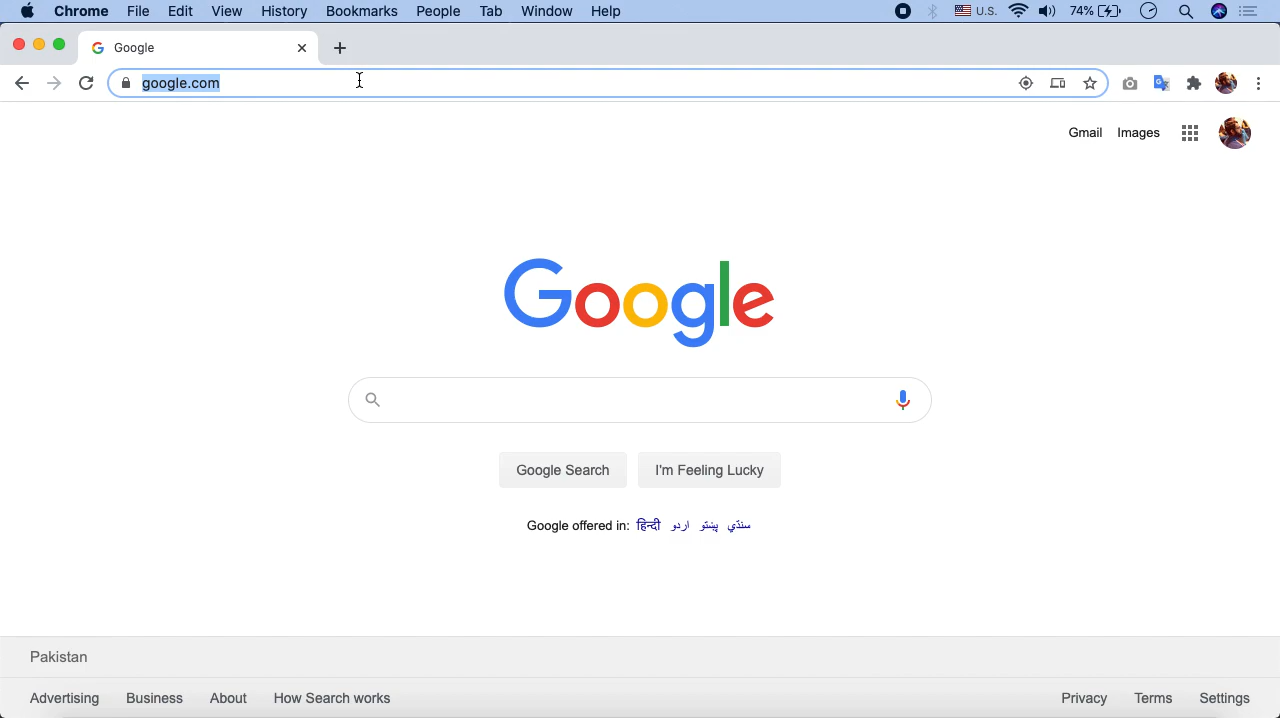 Chrome File Edit View History Bookmarks People Tab Window Help U.S. 74%
Google
google.com
Gmail Images
Google
Google Search I'm Feeling Lucky
Google offered in: हिन्दी اردو پښتو سنڌي
Pakistan
Advertising Business About How Search works Privacy Terms Settings